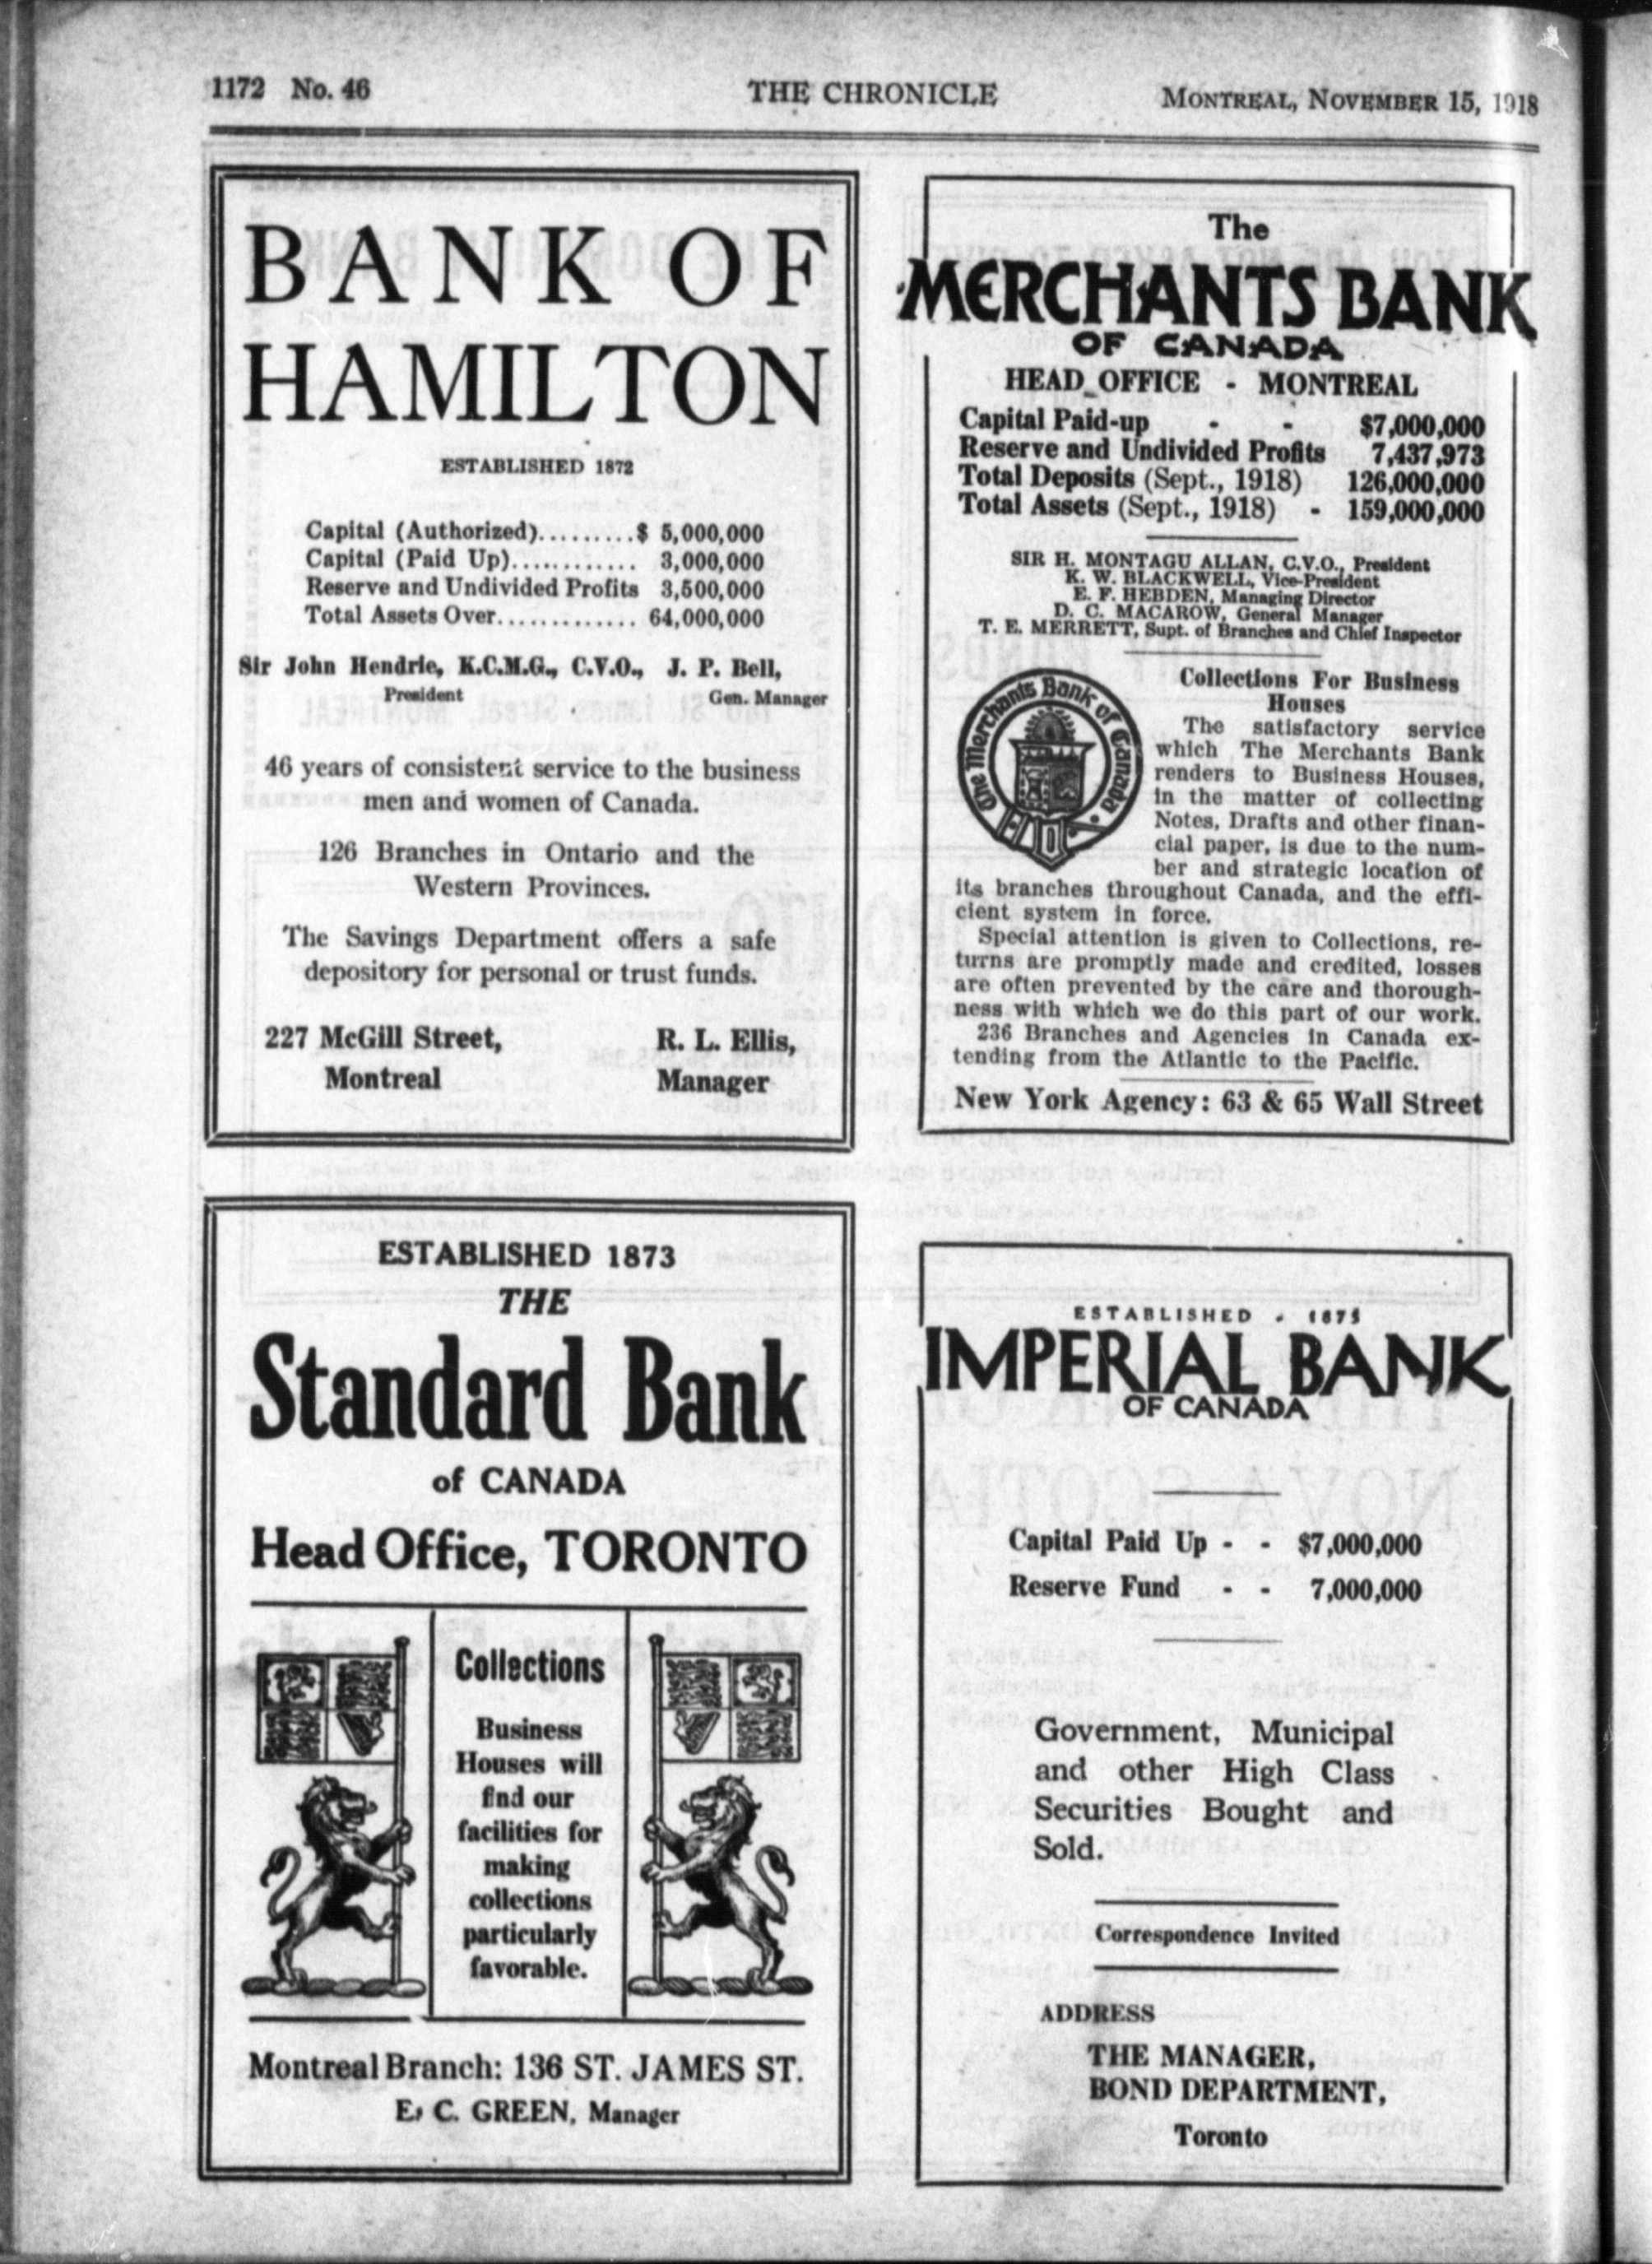 1172 No. 46
THE CHRONICLE
MONTREAL, NOVEMBER 15, 1918
BANK OF
HAMILTON
ESTABLISHED 1872
Capital (Authorized).........$ 5,000,000
Capital (Paid Up)............ 3,000,000
Reserve and Undivided Profits 3,500,000
Total Assets Over............. 64,000,000
Sir John Hendrie, K.C.M.G., C.V.O., J. P. Bell,
President Gen. Manager
46 years of consistent service to the business
men and women of Canada.
126 Branches in Ontario and the
Western Provinces.
The Savings Department offers a safe
depository for personal or trust funds.
227 McGill Street, R. L. Ellis,
Montreal Manager
The
MERCHANTS BANK
OF CANADA
HEAD OFFICE - MONTREAL
Capital Paid-up - - $7,000,000
Reserve and Undivided Profits 7,437,973
Total Deposits (Sept., 1918) 126,000,000
Total Assets (Sept., 1918) - 159,000,000
SIR H. MONTAGU ALLAN, C.V.O., President
K. W. BLACKWELL, Vice-President
E. F. HEBDEN, Managing Director
D. C. MACAROW, General Manager
T. E. MERRETT, Supt. of Branches and Chief Inspector
The Merchants Bank of Canada
Collections For Business
Houses
The satisfactory service
which The Merchants Bank
renders to Business Houses,
in the matter of collecting
Notes, Drafts and other finan-
cial paper, is due to the num-
ber and strategic location of
its branches throughout Canada, and the effi-
cient system in force.
Special attention is given to Collections, re-
turns are promptly made and credited, losses
are often prevented by the care and thorough-
ness with which we do this part of our work.
236 Branches and Agencies in Canada ex-
tending from the Atlantic to the Pacific.
New York Agency: 63 & 65 Wall Street
ESTABLISHED 1873
THE
Standard Bank
of CANADA
Head Office, TORONTO
Collections
Business
Houses will
find our
facilities for
making
collections
particularly
favorable.
Montreal Branch: 136 ST. JAMES ST.
E. C. GREEN, Manager
ESTABLISHED - 1875
IMPERIAL BANK
OF CANADA
Capital Paid Up - - $7,000,000
Reserve Fund - - 7,000,000
Government, Municipal
and other High Class
Securities Bought and
Sold.
Correspondence Invited
ADDRESS
THE MANAGER,
BOND DEPARTMENT,
Toronto